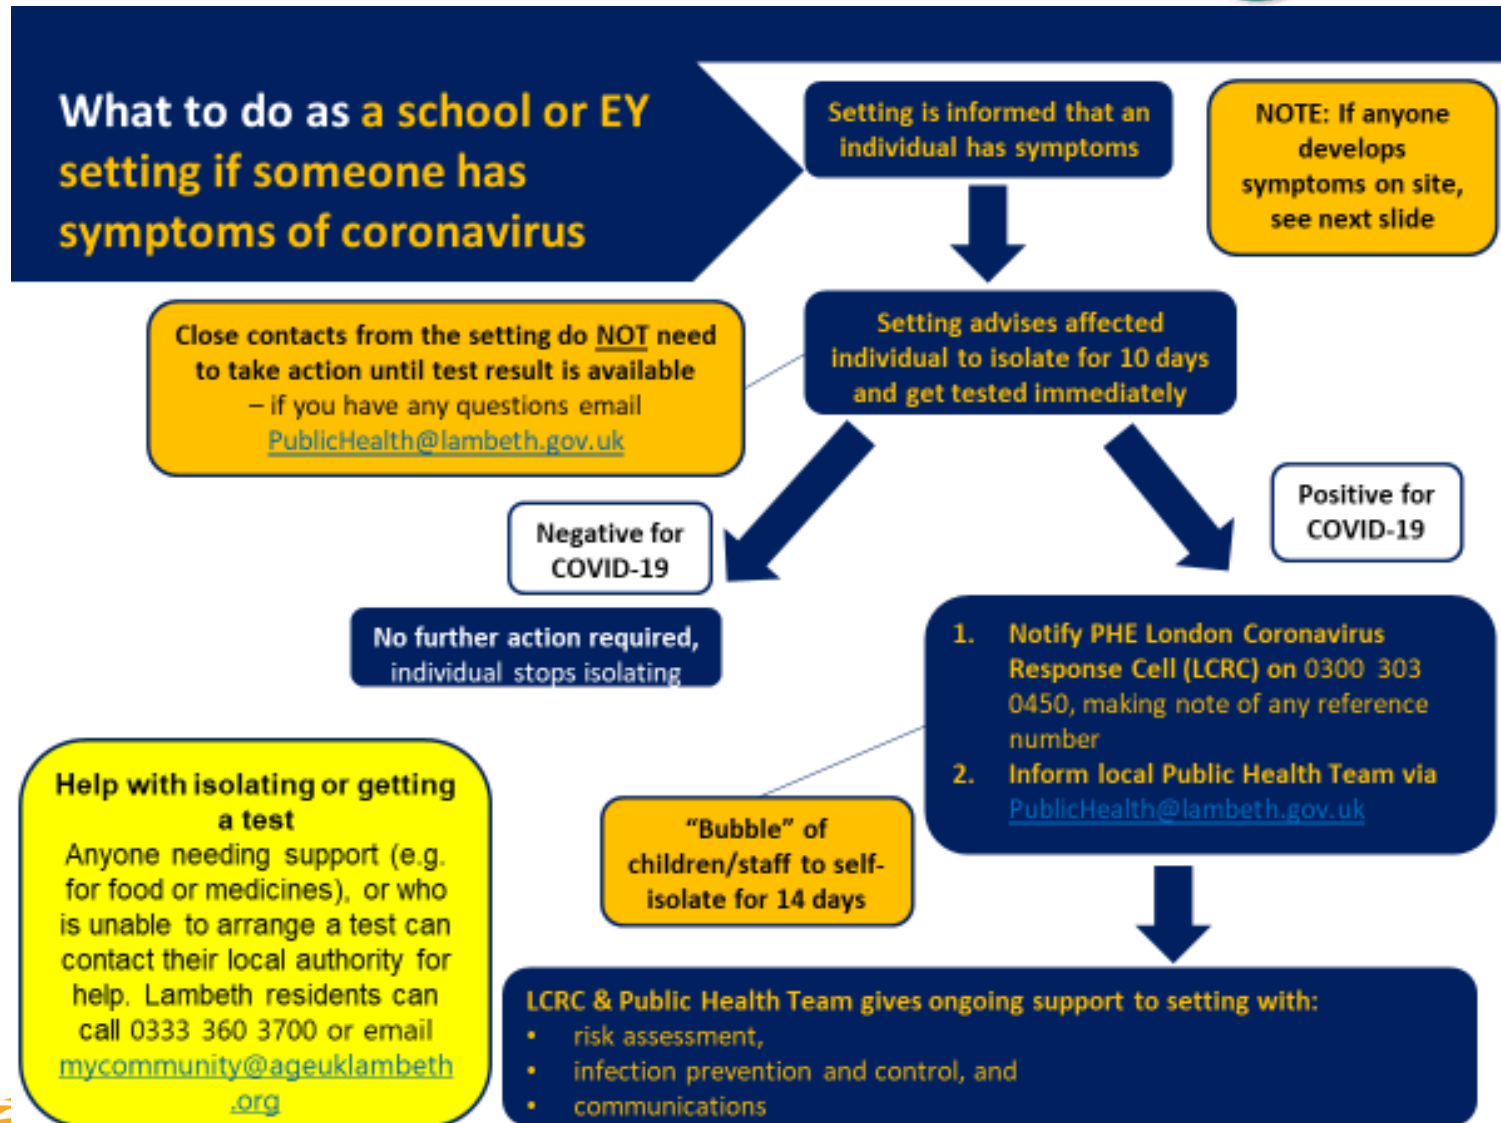 What to do as a school or EY
setting if someone has
symptoms of coronavirus
Setting is informed that an
individual has symptoms
NOTE: If anyone
develops
symptoms on site,
see next slide
Close contacts from the setting do NOT need
to take action until test result is available
– if you have any questions email
PublicHealth@lambeth.gov.uk
Setting advises affected
individual to isolate for 10 days
and get tested immediately
Negative for
COVID-19
Positive for
COVID-19
No further action required,
individual stops isolating
1. Notify PHE London Coronavirus
Response Cell (LCRC) on 0300 303
0450, making note of any reference
number
2. Inform local Public Health Team via
PublicHealth@lambeth.gov.uk
Help with isolating or getting
a test
Anyone needing support (e.g.
for food or medicines), or who
is unable to arrange a test can
contact their local authority for
help. Lambeth residents can
call 0333 360 3700 or email
mycommunity@ageuklambeth
.org
"Bubble" of
children/staff to self-
isolate for 14 days
LCRC & Public Health Team gives ongoing support to setting with:
• risk assessment,
• infection prevention and control, and
• communications